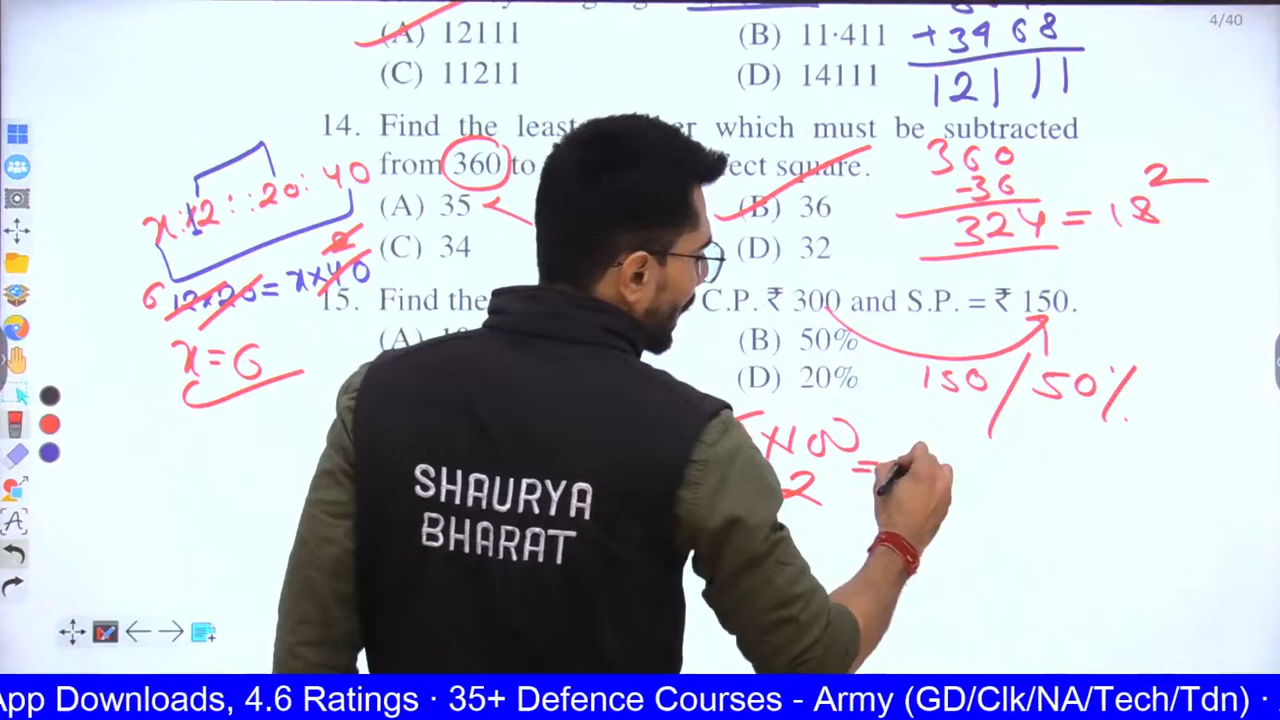 4/40
+3968
(A) 12111 (B) 11·411
(C) 11211 (D) 14111
12111
14. Find the least which must be subtracted
from 360 to square.
(A) 35 (B) 36
(C) 34 (D) 32
360
-36
324 = 18²
x:12::20:40
6 12×20 = x×40 2
x=6
15. Find the C.P. ₹ 300 and S.P. = ₹ 150.
(A) (B) 50%
(D) 20%
150/50%
×100
2 =
SHAURYA
BHARAT
App Downloads, 4.6 Ratings · 35+ Defence Courses - Army (GD/Clk/NA/Tech/Tdn) ·